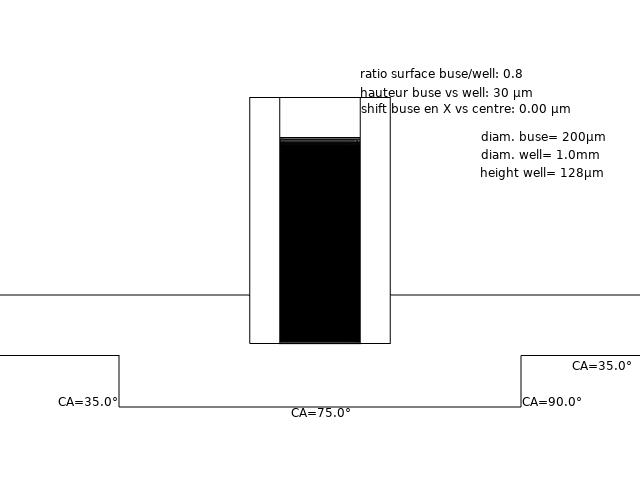 ratio surface buse/well: 0.8
hauteur buse vs well: 30 µm
shift buse en X vs centre: 0.00 µm
diam. buse= 200µm
diam. well= 1.0mm
height well= 128µm
CA=35.0°
CA=35.0°
CA=90.0°
CA=75.0°